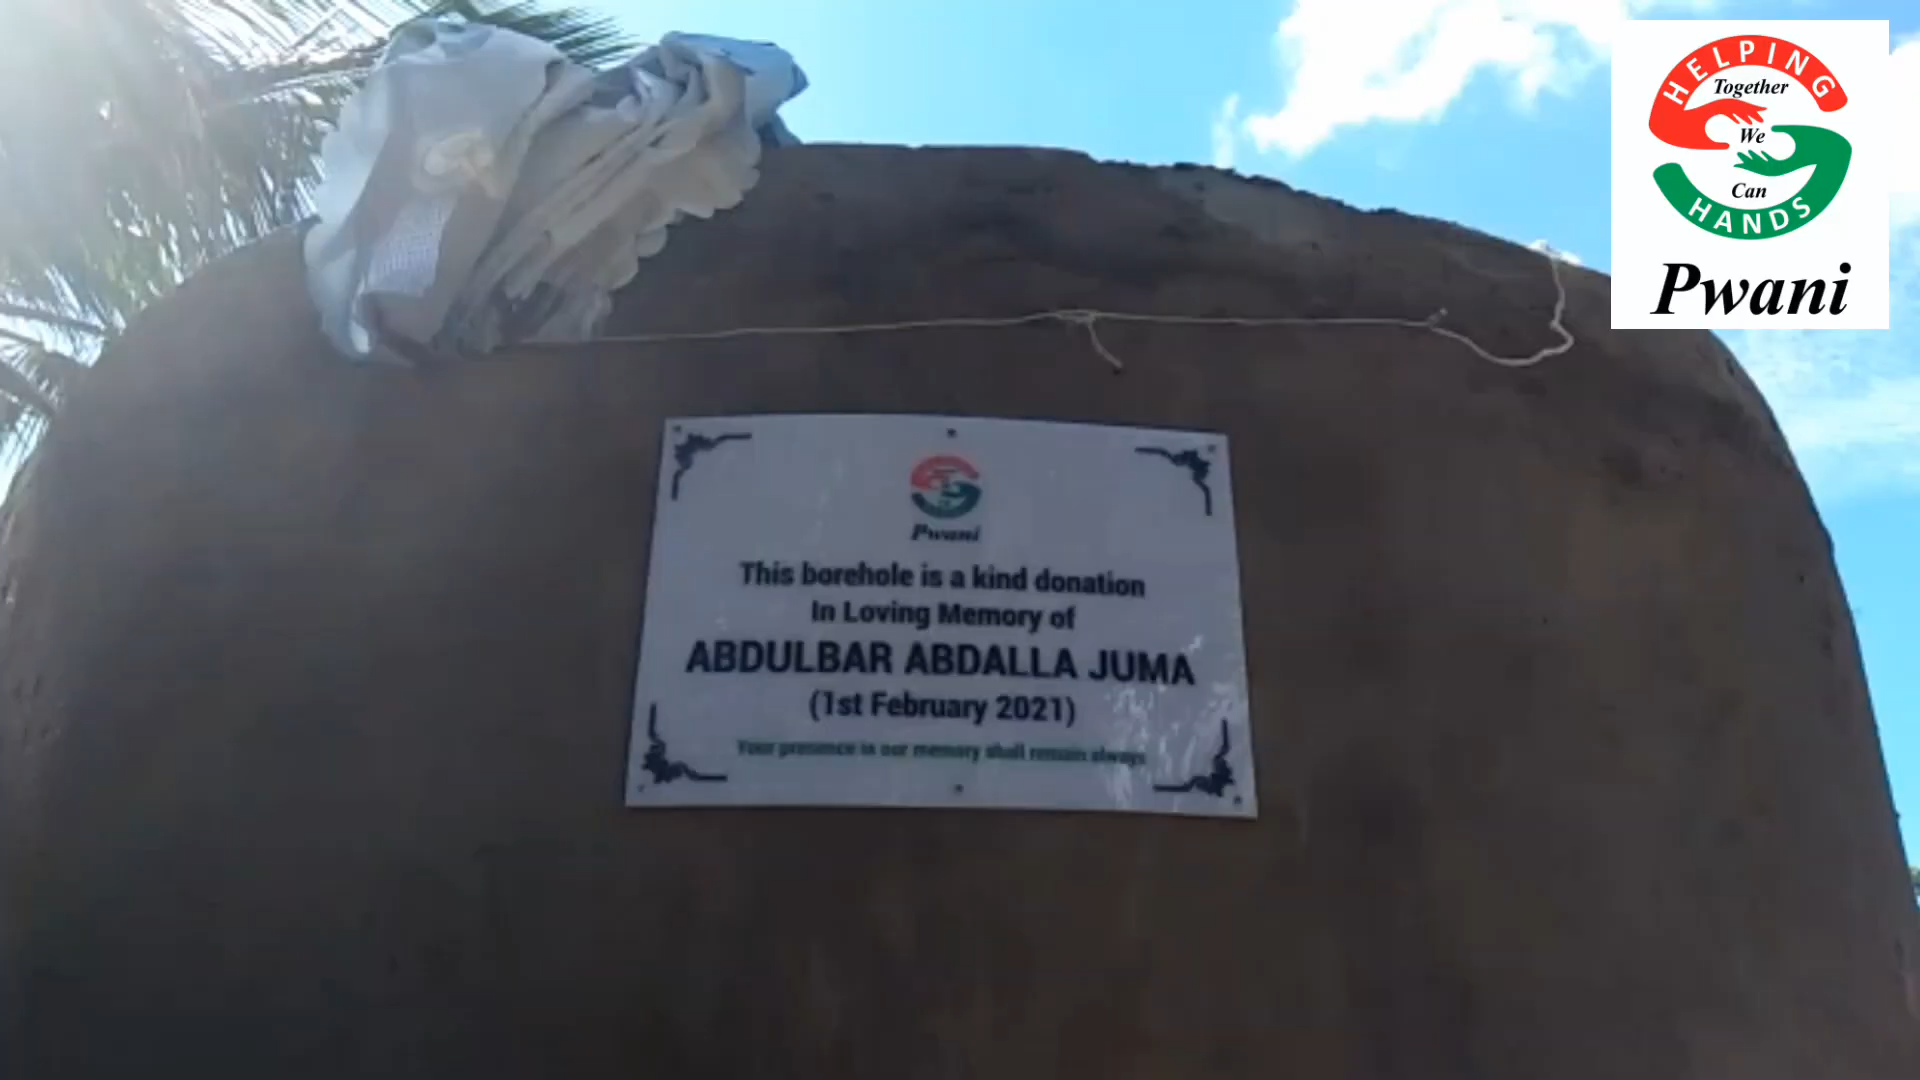 HELPING
Together
We
Can
HANDS
Pwani
Pwani
This borehole is a kind donation
In Loving Memory of
ABDULBAR ABDALLA JUMA
(1st February 2021)
Your presence in our memory shall remain always